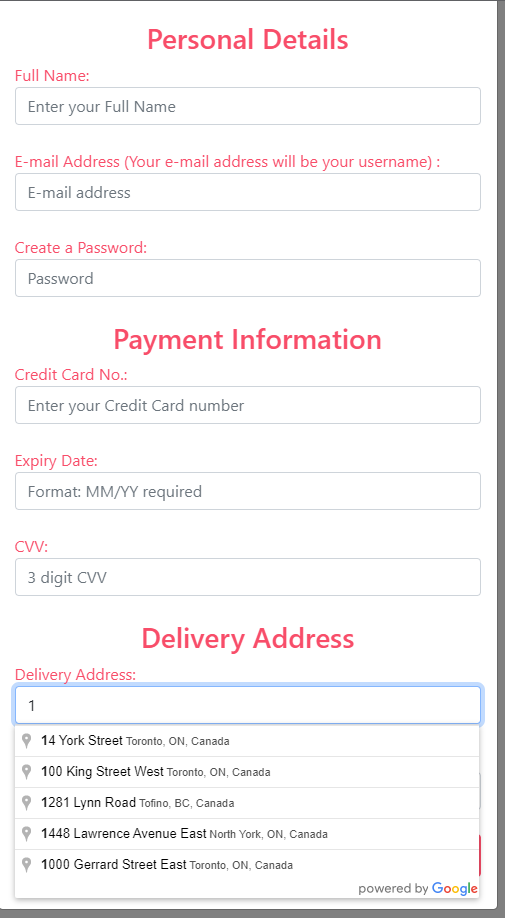 Personal Details
Full Name:
Enter your Full Name
E-mail Address (Your e-mail address will be your username) :
E-mail address
Create a Password:
Password
Payment Information
Credit Card No.:
Enter your Credit Card number
Expiry Date:
Format: MM/YY required
CVV:
3 digit CVV
Delivery Address
Delivery Address:
1
14 York Street Toronto, ON, Canada
100 King Street West Toronto, ON, Canada
1281 Lynn Road Tofino, BC, Canada
1448 Lawrence Avenue East North York, ON, Canada
1000 Gerrard Street East Toronto, ON, Canada
powered by Google